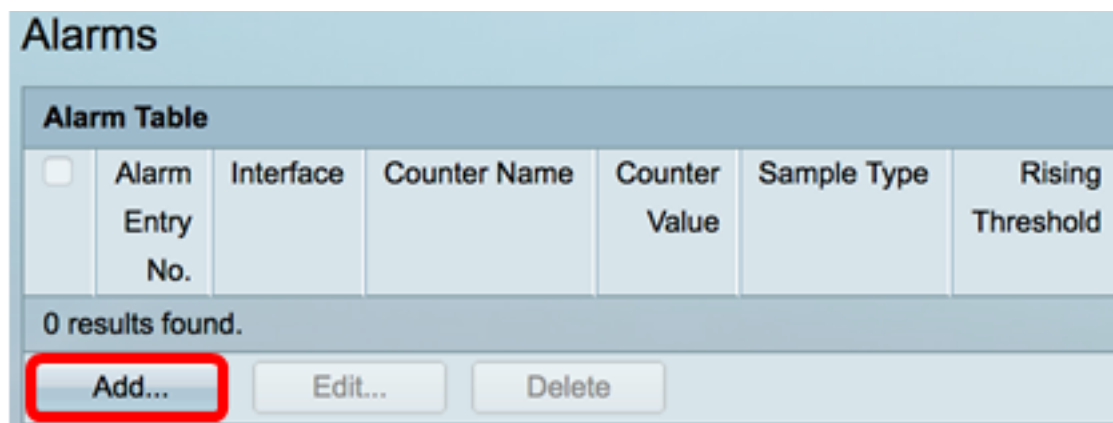 Alarms
Alarm Table
Alarm Entry No. Interface Counter Name Counter Value Sample Type Rising Threshold
0 results found.
Add... Edit... Delete